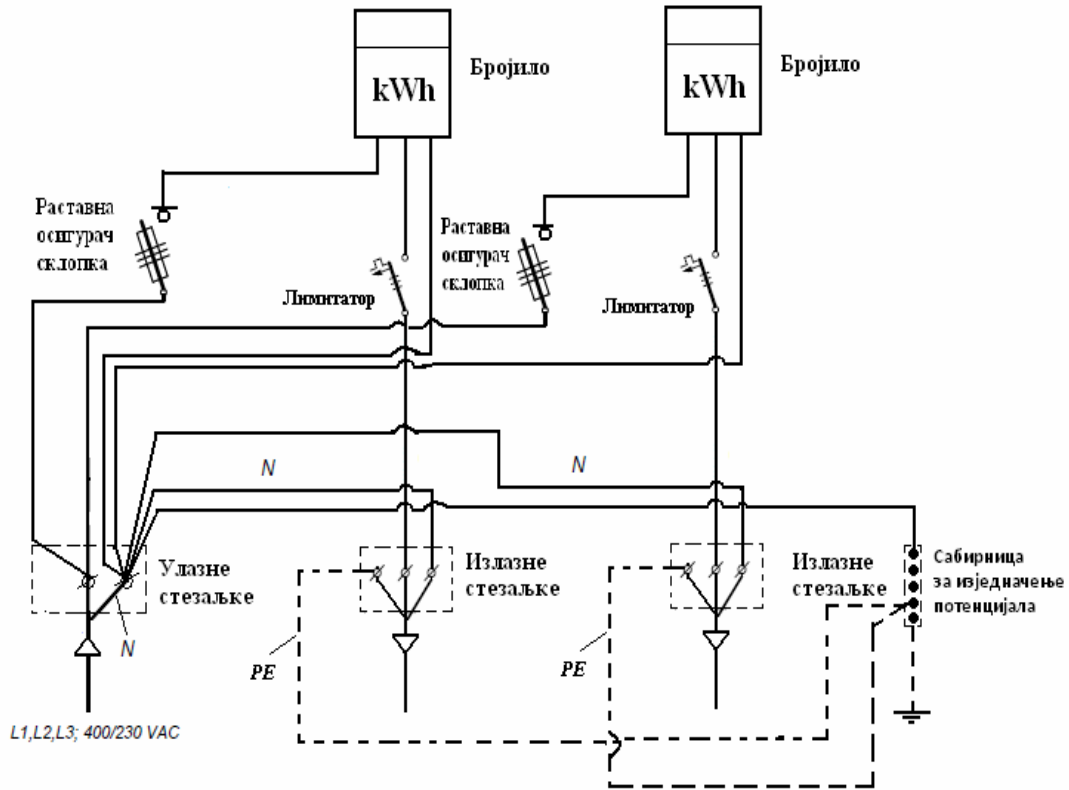 Бројило
kWh
Бројило
kWh
Раставна
осигурач
склопка
Раставна
осигурач
склопка
Лимитатор
Лимитатор
N
N
Улазне
стезаљке
Излазне
стезаљке
Излазне
стезаљке
Сабирница
за изједначење
потенцијала
N
PE
PE
L1,L2,L3; 400/230 VAC